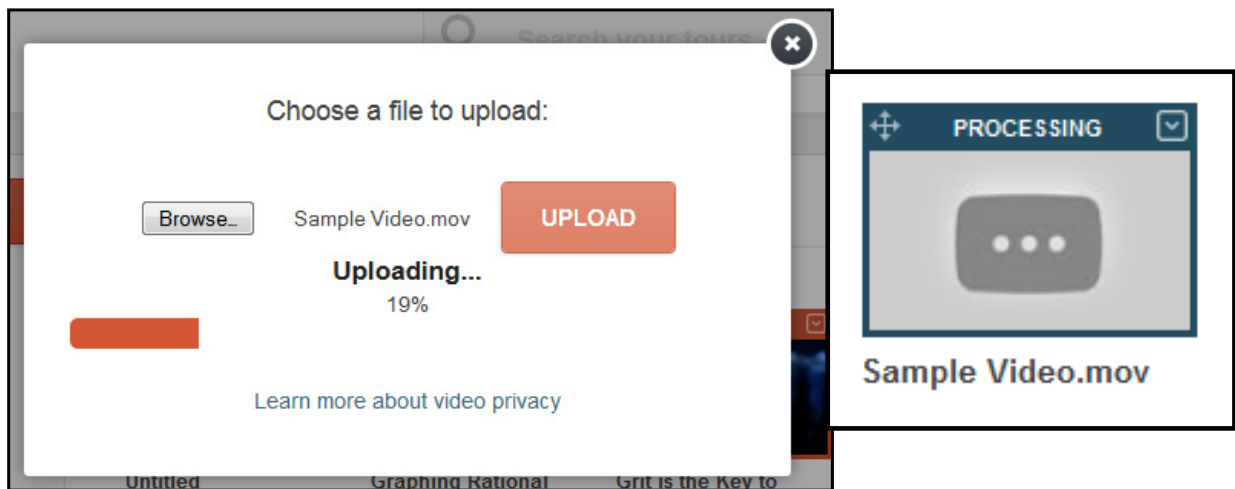 Search your tours
Choose a file to upload:
Browse... Sample Video.mov UPLOAD
Uploading...
19%
Learn more about video privacy
Untitled Graphing Rational Grit is the Key to
PROCESSING
Sample Video.mov